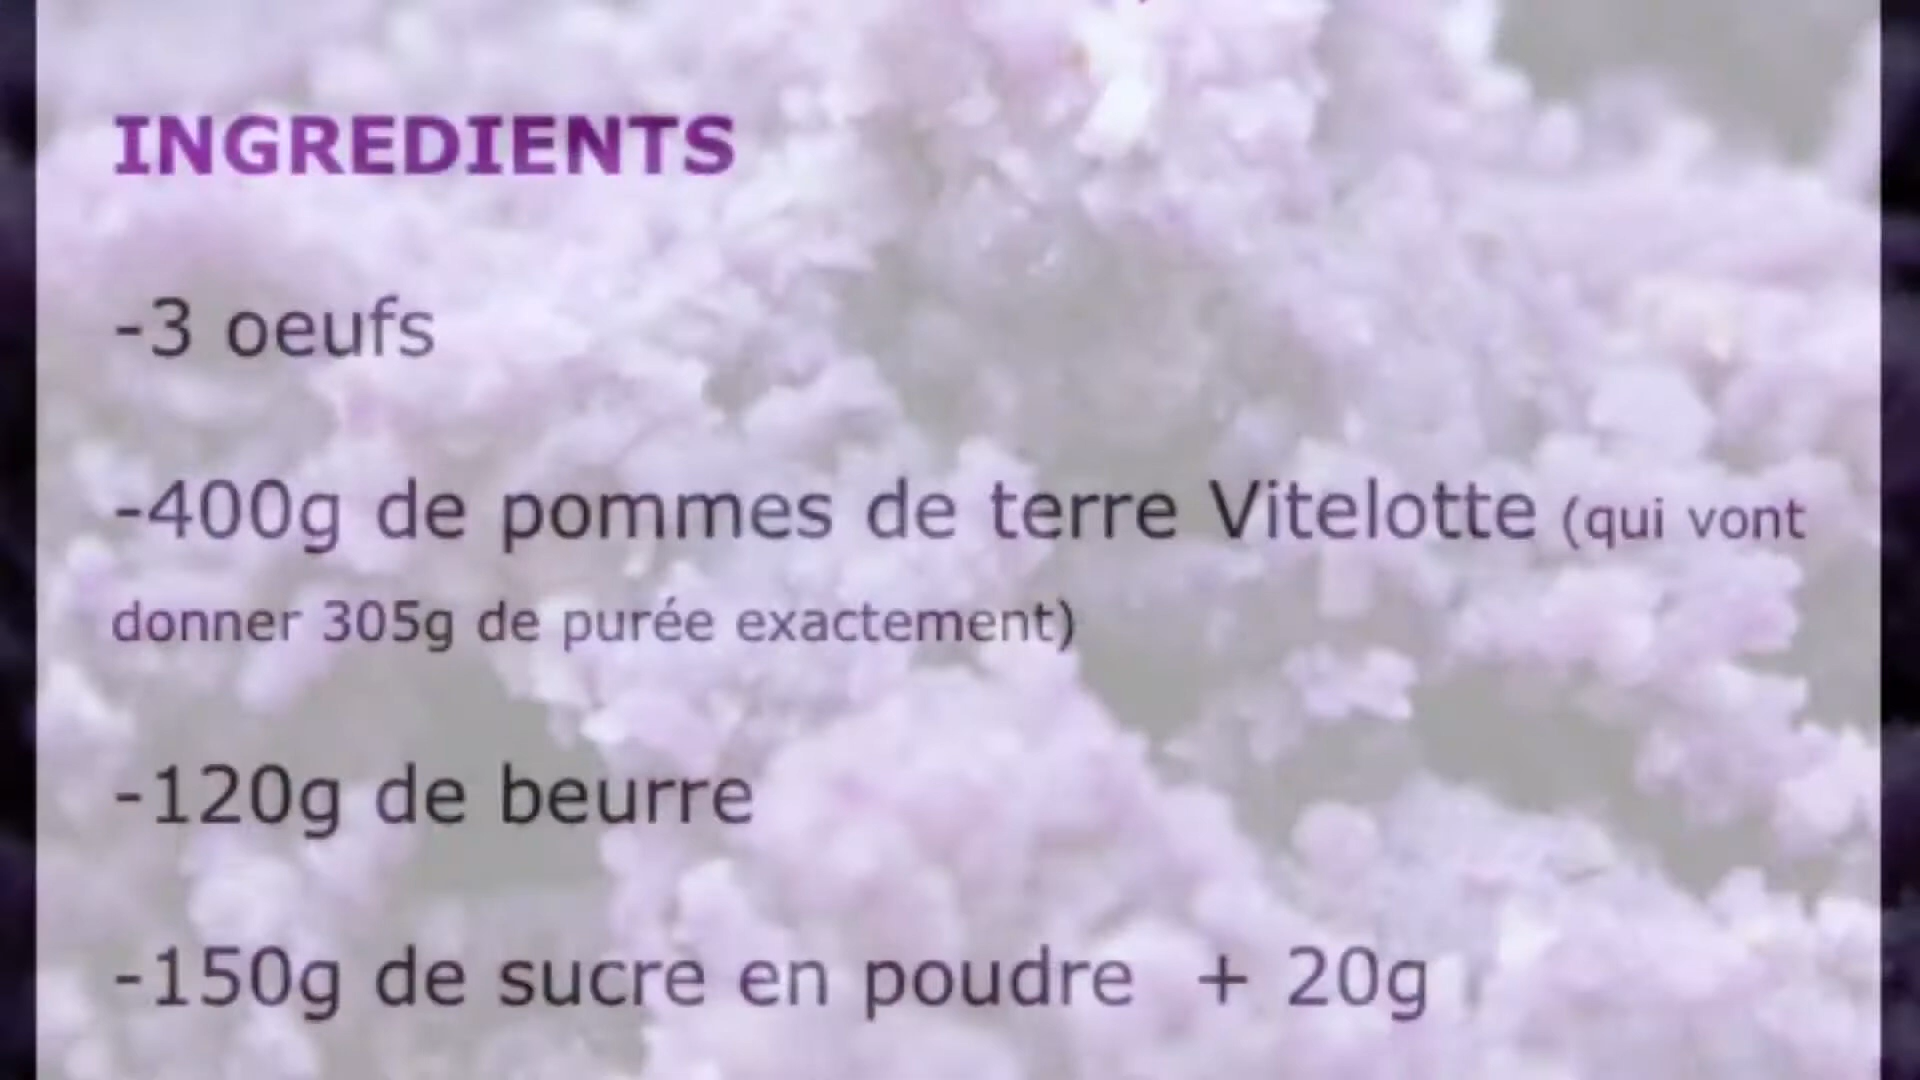 INGREDIENTS
-3 oeufs
-400g de pommes de terre Vitelotte (qui vont
donner 305g de purée exactement)
-120g de beurre
-150g de sucre en poudre + 20g